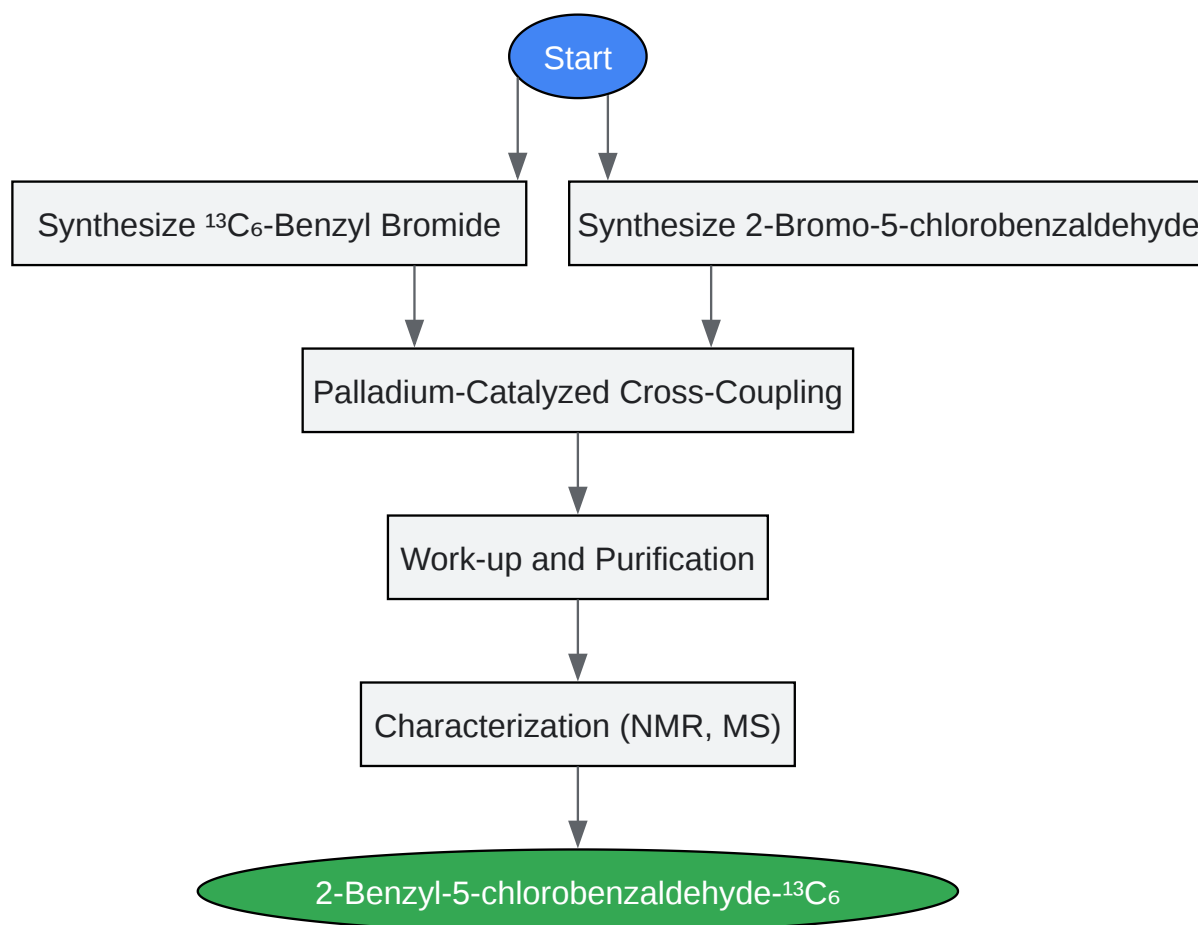 Start
Synthesize ¹³C₆-Benzyl Bromide
Synthesize 2-Bromo-5-chlorobenzaldehyde
Palladium-Catalyzed Cross-Coupling
Work-up and Purification
Characterization (NMR, MS)
2-Benzyl-5-chlorobenzaldehyde-¹³C₆